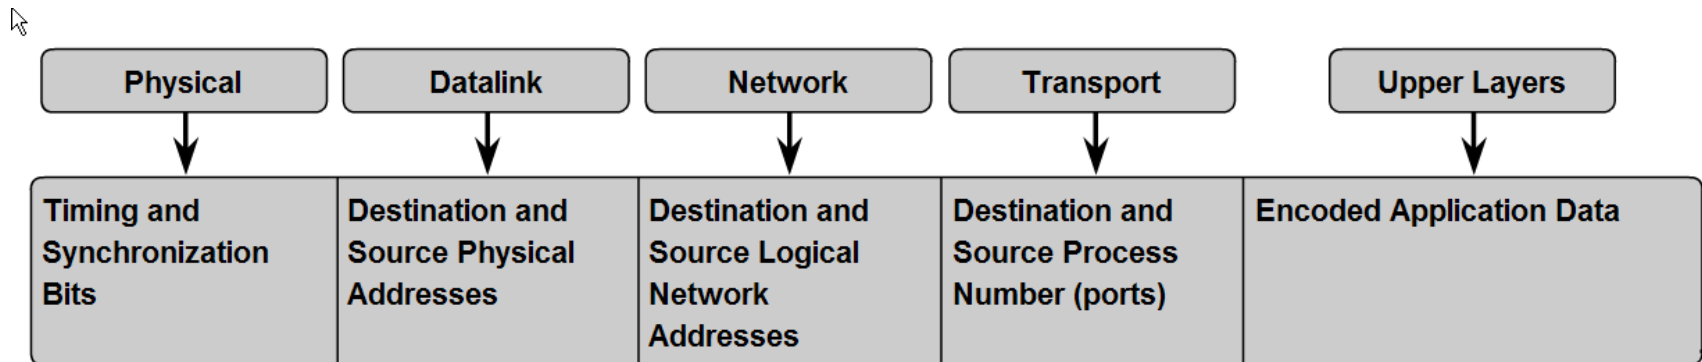 Physical
Datalink
Network
Transport
Upper Layers
Timing and
Synchronization
Bits
Destination and
Source Physical
Addresses
Destination and
Source Logical
Network
Addresses
Destination and
Source Process
Number (ports)
Encoded Application Data